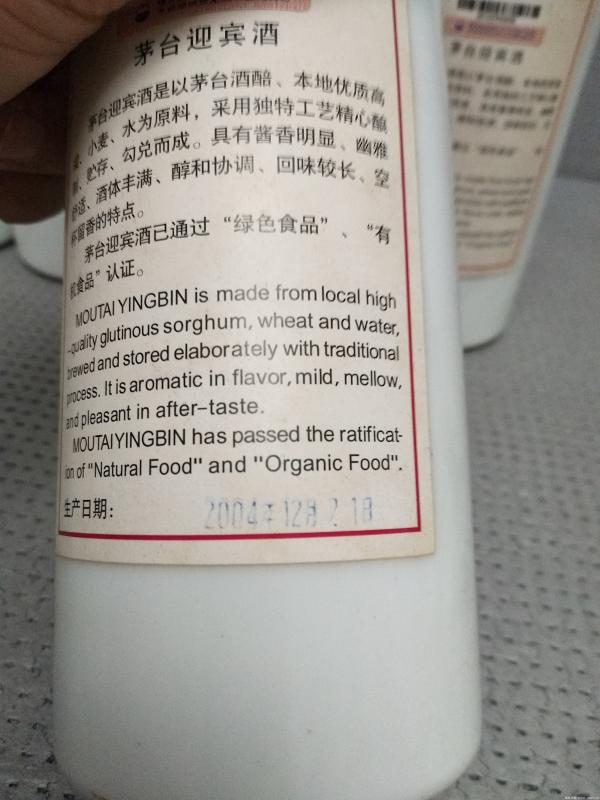 茅台迎宾酒
茅台迎宾酒是以茅台酒醅、本地优质高
小麦、水为原料，采用独特工艺精心酿
贮存、勾兑而成。具有酱香明显、幽雅
舒适、酒体丰满、醇和协调、回味较长、空
杯留香的特点。
茅台迎宾酒已通过“绿色食品”、“有
机食品”认证。
MOUTAI YINGBIN is made from local high
-quality glutinous sorghum, wheat and water,
brewed and stored elaborately with traditional
process. It is aromatic in flavor, mild, mellow,
and pleasant in after-taste.
MOUTAI YINGBIN has passed the ratificat-
ion of "Natural Food" and "Organic Food".
生产日期: 2004年12月